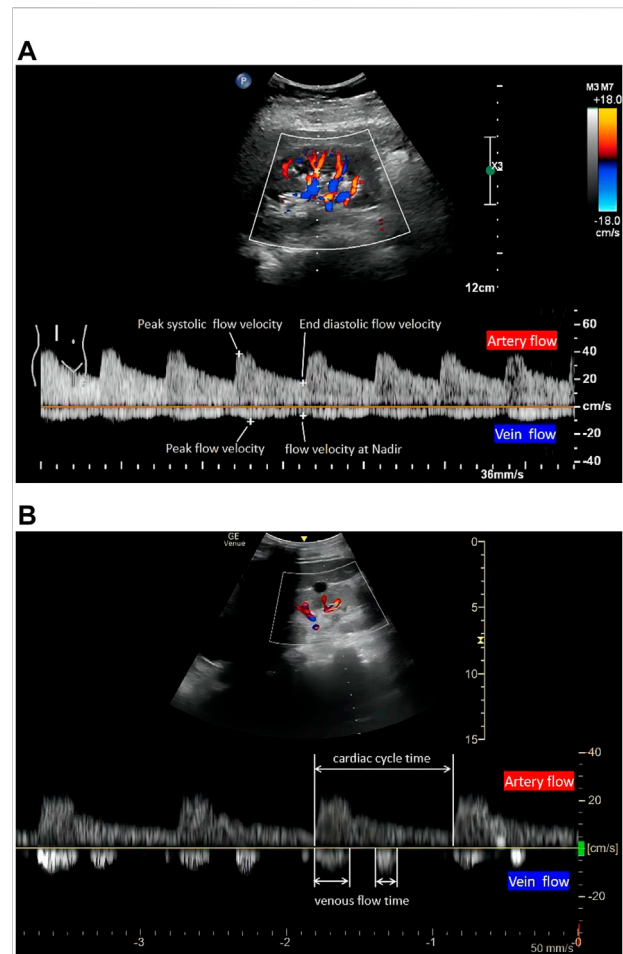 A
P
M3 M7
+18.0
X3
-18.0
cm/s
12cm
60
Peak systolic flow velocity
End diastolic flow velocity
Artery flow
40
20
cm/s
Peak flow velocity
flow velocity at Nadir
Vein flow
-20
-40
36mm/s
B
GE
Venue
0
5
10
15
40
cardiac cycle time
Artery flow
20
[cm/s]
Vein flow
venous flow time
-20
-3
-2
-1
-0
50 mm/s